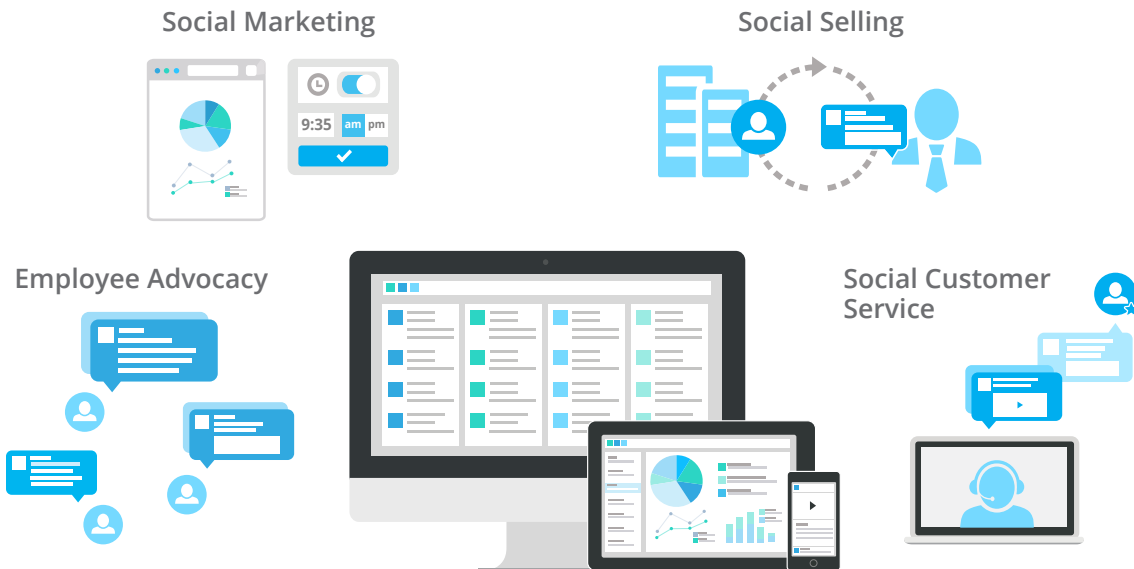 Social Marketing
Social Selling
9:35 am pm
Employee Advocacy
Social Customer
Service